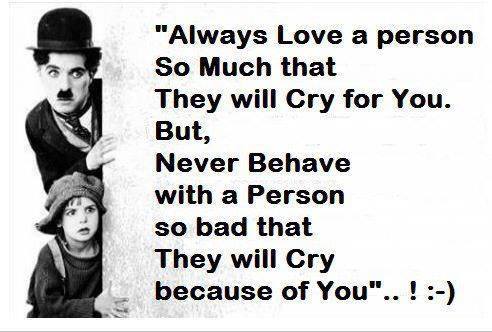 "Always Love a person
So Much that
They will Cry for You.
But,
Never Behave
with a Person
so bad that
They will Cry
because of You".. ! :-)